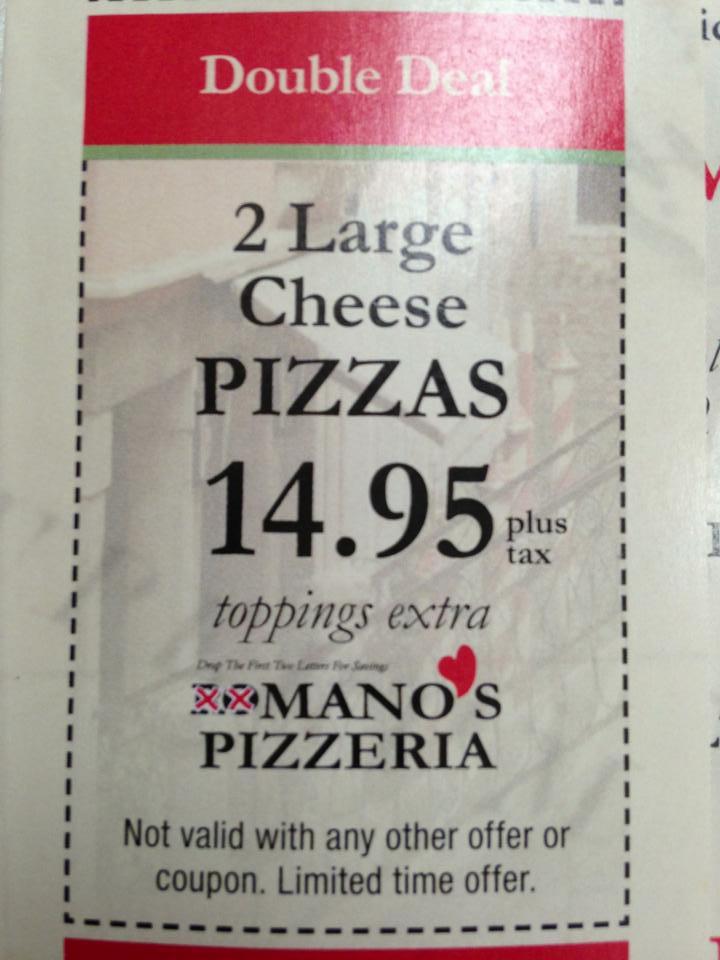 Double Deal
2 Large
Cheese
PIZZAS
14.95 plus
tax
toppings extra
Drop The First Two Letters For Savings
ROMANO'S
PIZZERIA
Not valid with any other offer or
coupon. Limited time offer.